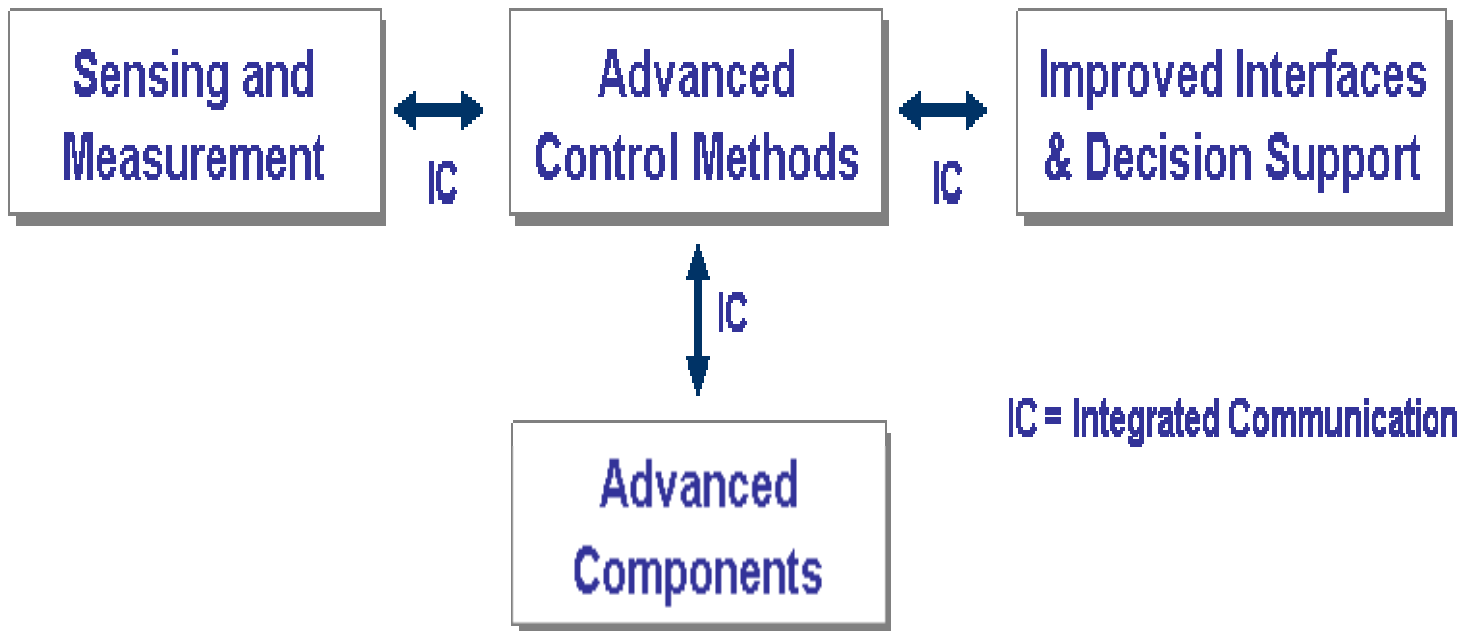 Sensing and
Measurement
IC
Advanced
Control Methods
IC
Improved Interfaces
& Decision Support
IC
IC = Integrated Communication
Advanced
Components